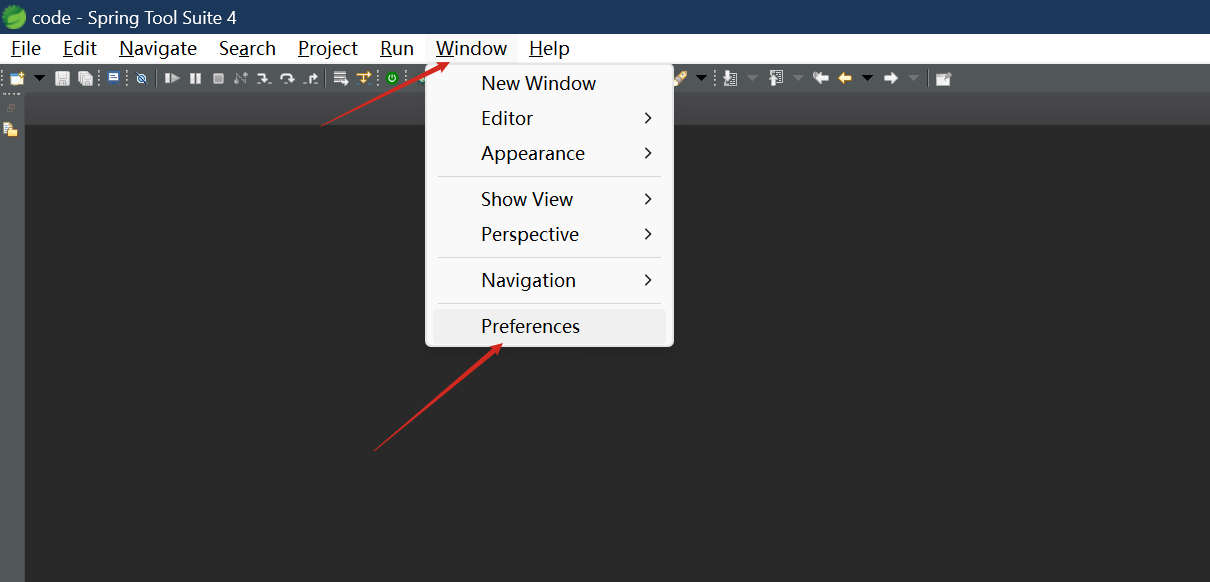 code - Spring Tool Suite 4
File Edit Navigate Search Project Run Window Help
New Window
Editor
Appearance
Show View
Perspective
Navigation
Preferences